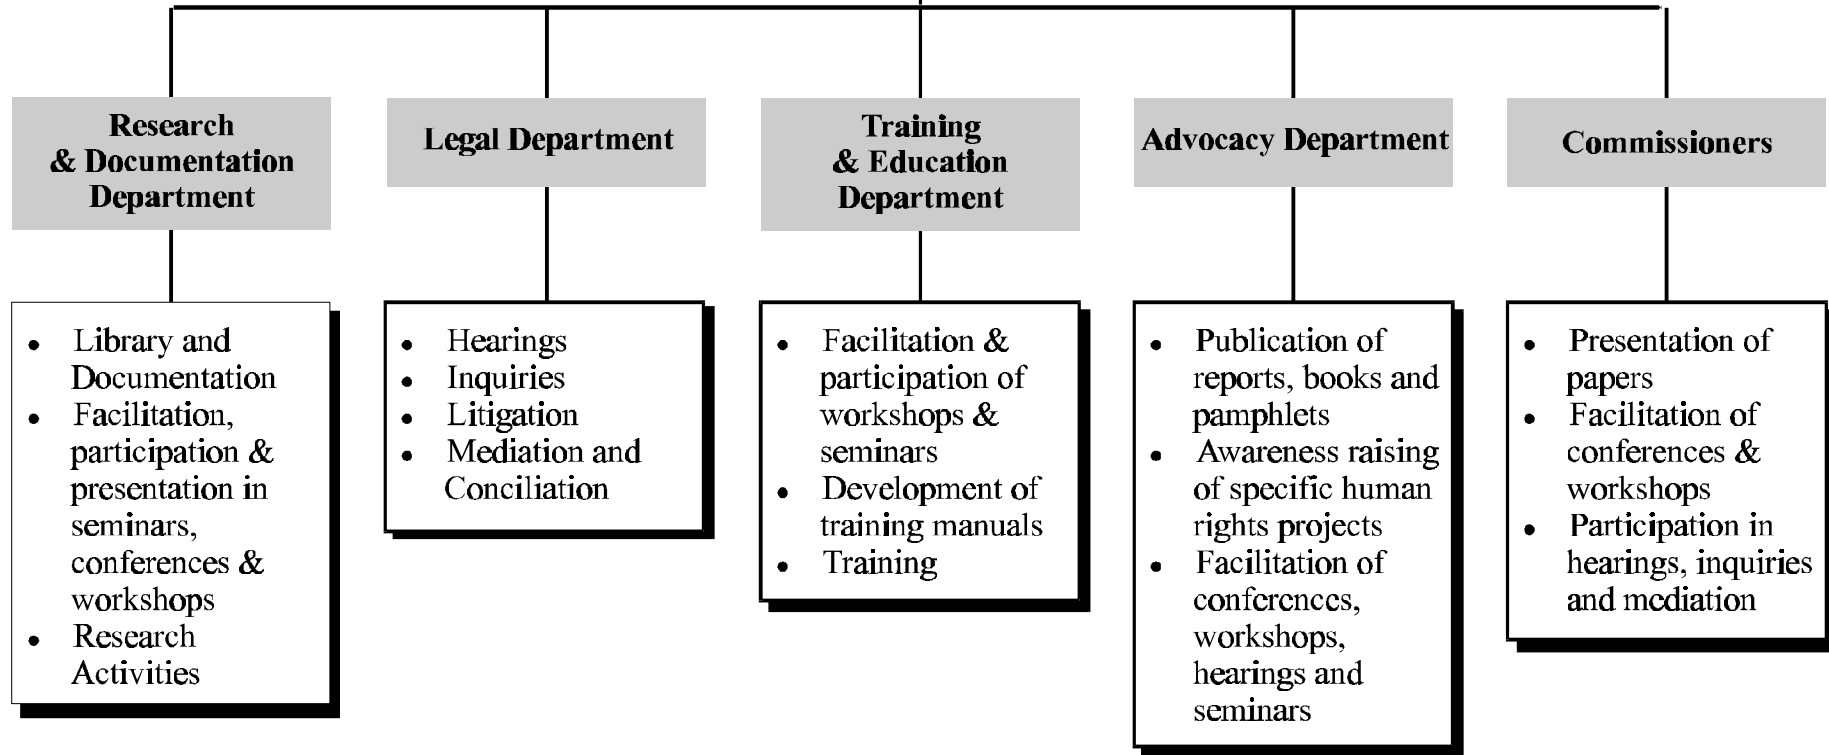 Research
& Documentation
Department
Legal Department
Training
& Education
Department
Advocacy Department
Commissioners
• Library and
Documentation
• Facilitation,
participation &
presentation in
seminars,
conferences &
workshops
• Research
Activities
• Hearings
• Inquiries
• Litigation
• Mediation and
Conciliation
• Facilitation &
participation of
workshops &
seminars
• Development of
training manuals
• Training
• Publication of
reports, books and
pamphlets
• Awareness raising
of specific human
rights projects
• Facilitation of
conferences,
workshops,
hearings and
seminars
• Presentation of
papers
• Facilitation of
conferences &
workshops
• Participation in
hearings, inquiries
and mediation